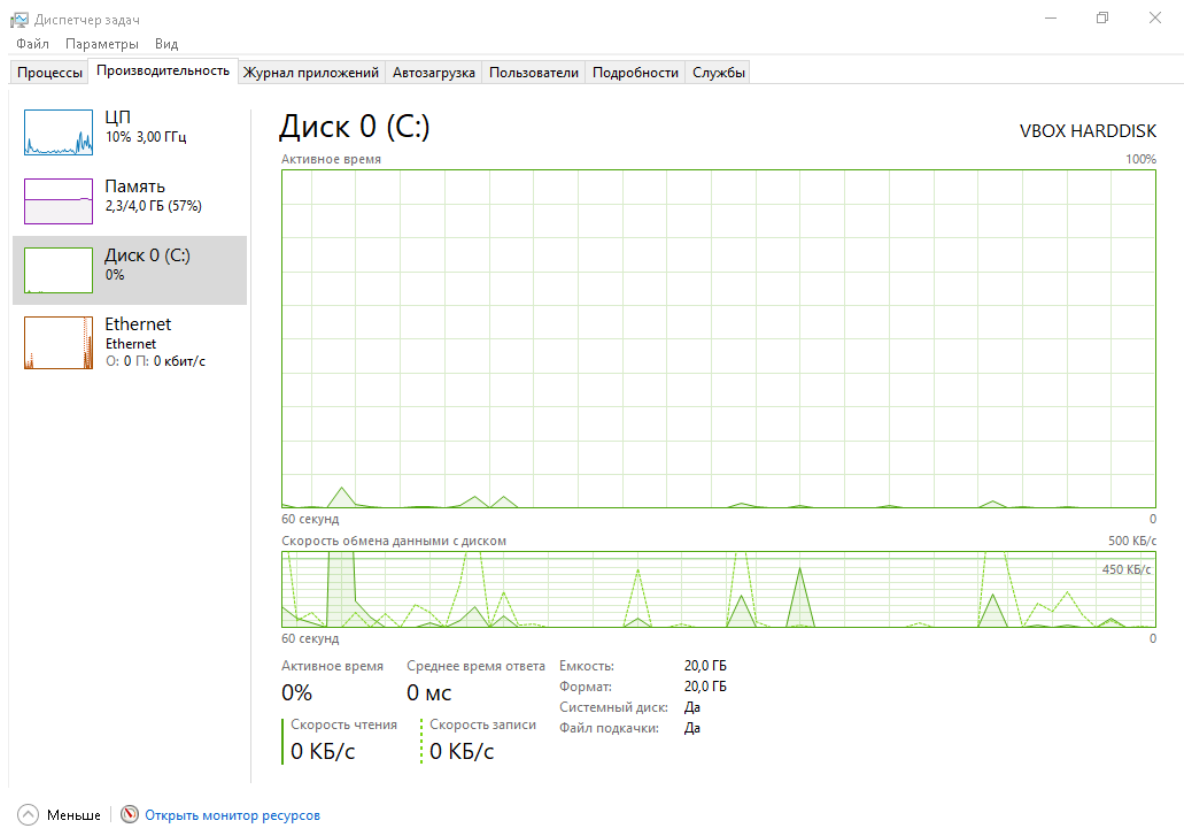 Диспетчер задач
Файл Параметры Вид
Процессы Производительность Журнал приложений Автозагрузка Пользователи Подробности Службы
ЦП
10% 3,00 ГГц
Память
2,3/4,0 ГБ (57%)
Диск 0 (C:)
0%
Ethernet
Ethernet
О: 0 П: 0 кбит/с
Диск 0 (C:)
VBOX HARDDISK
Активное время 100%
60 секунд 0
Скорость обмена данными с диском 500 КБ/с
450 КБ/с
60 секунд 0
Активное время
0%
Среднее время ответа
0 мс
Скорость чтения
0 КБ/с
Скорость записи
0 КБ/с
Емкость: 20,0 ГБ
Формат: 20,0 ГБ
Системный диск: Да
Файл подкачки: Да
Меньше Открыть монитор ресурсов